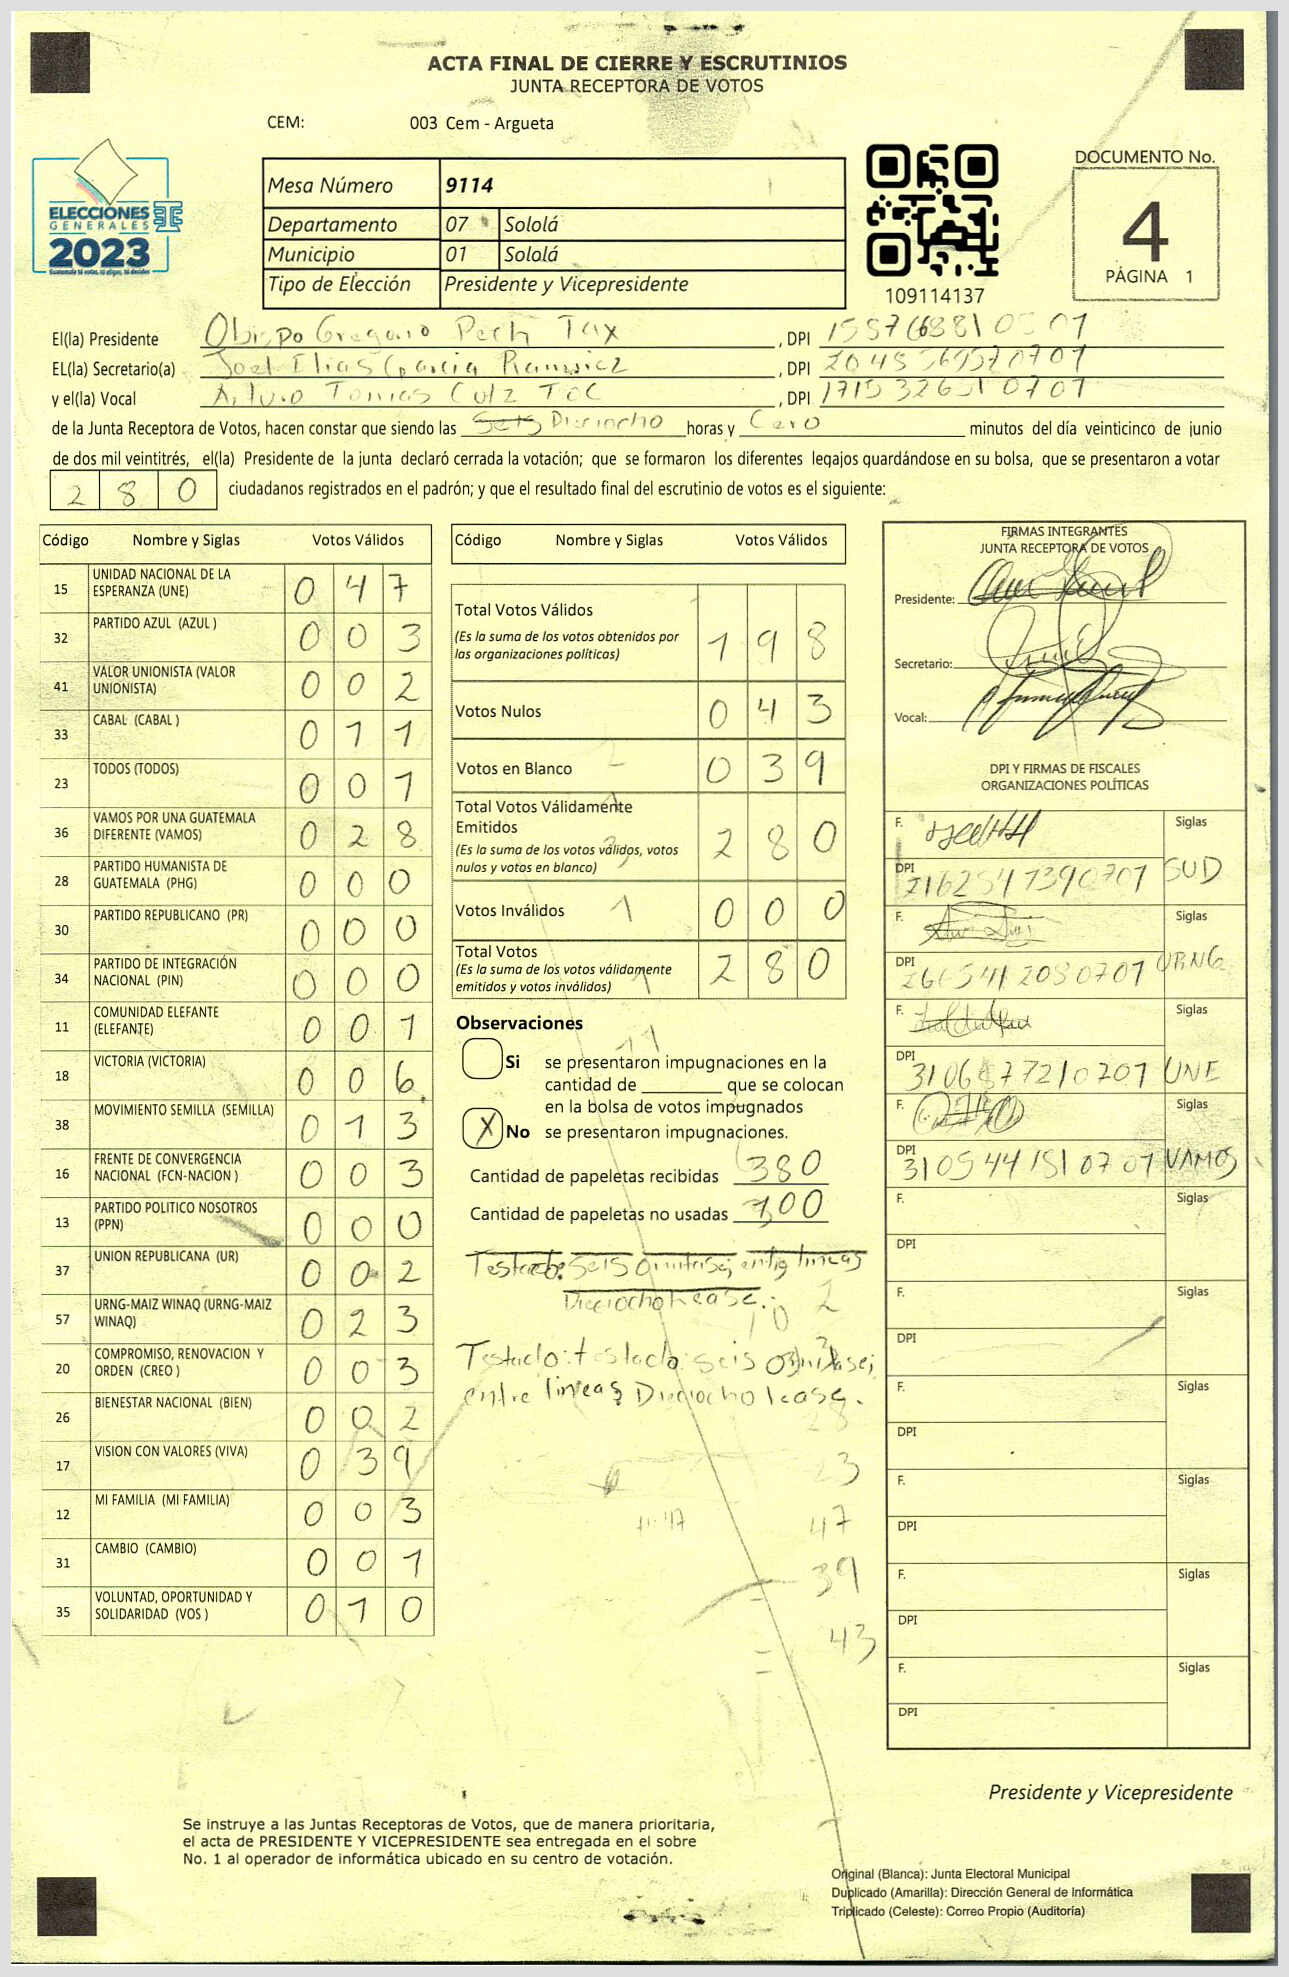 ACTA FINAL DE CIERRE Y ESCRUTINIOS
JUNTA RECEPTORA DE VOTOS
CEM: 003 Cem - Argueta
ELECCIONES
GENERALES
2023
Mesa Número 9114
Departamento 07 Sololá
Municipio 01 Sololá
Tipo de Elección Presidente y Vicepresidente
109114137
DOCUMENTO No.
4
PÁGINA 1
El(la) Presidente Obispo Gregorio Pech Tax , DPI
EL(la) Secretario(a) Joel Elias Garcia Ramirez , DPI
y el(la) Vocal Arturo Tomas Cotz Toc , DPI
de la Junta Receptora de Votos, hacen constar que siendo las Seis Dieciocho horas y Cero minutos del día veinticinco de junio
de dos mil veintitrés, el(la) Presidente de la junta declaró cerrada la votación; que se formaron los diferentes legajos guardándose en su bolsa, que se presentaron a votar
280 ciudadanos registrados en el padrón; y que el resultado final del escrutinio de votos es el siguiente:
Código Nombre y Siglas Votos Válidos
15 UNIDAD NACIONAL DE LA ESPERANZA (UNE) 0 4 7
32 PARTIDO AZUL (AZUL ) 0 0 3
41 VALOR UNIONISTA (VALOR UNIONISTA) 0 0 2
33 CABAL (CABAL ) 0 1 1
23 TODOS (TODOS) 0 0 1
36 VAMOS POR UNA GUATEMALA DIFERENTE (VAMOS) 0 2 8
28 PARTIDO HUMANISTA DE GUATEMALA (PHG) 0 0 0
30 PARTIDO REPUBLICANO (PR) 0 0 0
34 PARTIDO DE INTEGRACIÓN NACIONAL (PIN) 0 0 0
11 COMUNIDAD ELEFANTE (ELEFANTE) 0 0 1
18 VICTORIA (VICTORIA) 0 0 6
38 MOVIMIENTO SEMILLA (SEMILLA) 0 1 3
16 FRENTE DE CONVERGENCIA NACIONAL (FCN-NACION ) 0 0 3
13 PARTIDO POLITICO NOSOTROS (PPN) 0 0 0
37 UNION REPUBLICANA (UR) 0 0 2
57 URNG-MAIZ WINAQ (URNG-MAIZ WINAQ) 0 2 3
20 COMPROMISO, RENOVACION Y ORDEN (CREO ) 0 0 3
26 BIENESTAR NACIONAL (BIEN) 0 0 2
17 VISION CON VALORES (VIVA) 0 3 9
12 MI FAMILIA (MI FAMILIA) 0 0 3
31 CAMBIO (CAMBIO) 0 0 1
35 VOLUNTAD, OPORTUNIDAD Y SOLIDARIDAD (VOS ) 0 1 0
Código Nombre y Siglas Votos Válidos
Total Votos Válidos 1 9 8
(Es la suma de los votos obtenidos por
las organizaciones políticas)
Votos Nulos 0 4 3
Votos en Blanco 0 3 9
Total Votos Válidamente
Emitidos 2 8 0
(Es la suma de los votos válidos, votos
nulos y votos en blanco)
Votos Inválidos 0 0 0
Total Votos 2 8 0
(Es la suma de los votos válidamente
emitidos y votos inválidos)
Observaciones
Si se presentaron impugnaciones en la
cantidad de ________ que se colocan
en la bolsa de votos impugnados
X No se presentaron impugnaciones.
Cantidad de papeletas recibidas 380
Cantidad de papeletas no usadas 100
Testado: seis omitase; entre lineas
Dieciocho lease.
Testado: testado: seis omitase;
entre lineas Dieciocho lease.
23
47
39
43
FIRMAS INTEGRANTES
JUNTA RECEPTORA DE VOTOS
Presidente:
Secretario:
Vocal:
DPI Y FIRMAS DE FISCALES
ORGANIZACIONES POLÍTICAS
F. Siglas
DPI SUD
F. Siglas
DPI URNG
F. Siglas
DPI UNE
F. Siglas
DPI VAMOS
F. Siglas
DPI
F. Siglas
DPI
F. Siglas
DPI
F. Siglas
DPI
F. Siglas
DPI
F. Siglas
DPI
Presidente y Vicepresidente
Se instruye a las Juntas Receptoras de Votos, que de manera prioritaria,
el acta de PRESIDENTE Y VICEPRESIDENTE sea entregada en el sobre
No. 1 al operador de informática ubicado en su centro de votación.
Original (Blanca): Junta Electoral Municipal
Duplicado (Amarilla): Dirección General de Informática
Triplicado (Celeste): Correo Propio (Auditoría)